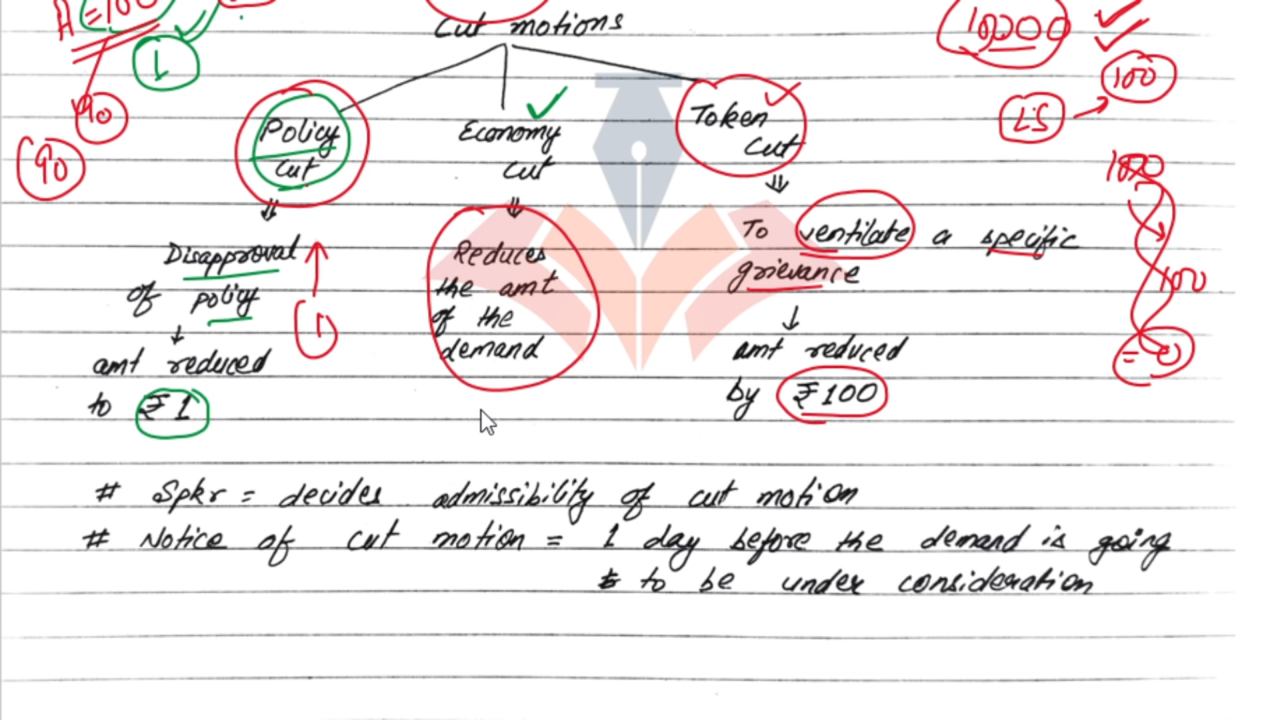 A =100
Cut motions
10,000
1
100
90
Policy
Cut
Economy
Cut
Token
Cut
LS
90
1000
Disapproval
of policy
Reduces
the amt
of the
demand
To ventilate a specific
grievance
100
1
amt reduced
to ₹ 1
amt reduced
by ₹ 100
= 0
# Spkr = decides admissibility of cut motion
# Notice of cut motion = 1 day before the demand is going
to be under consideration